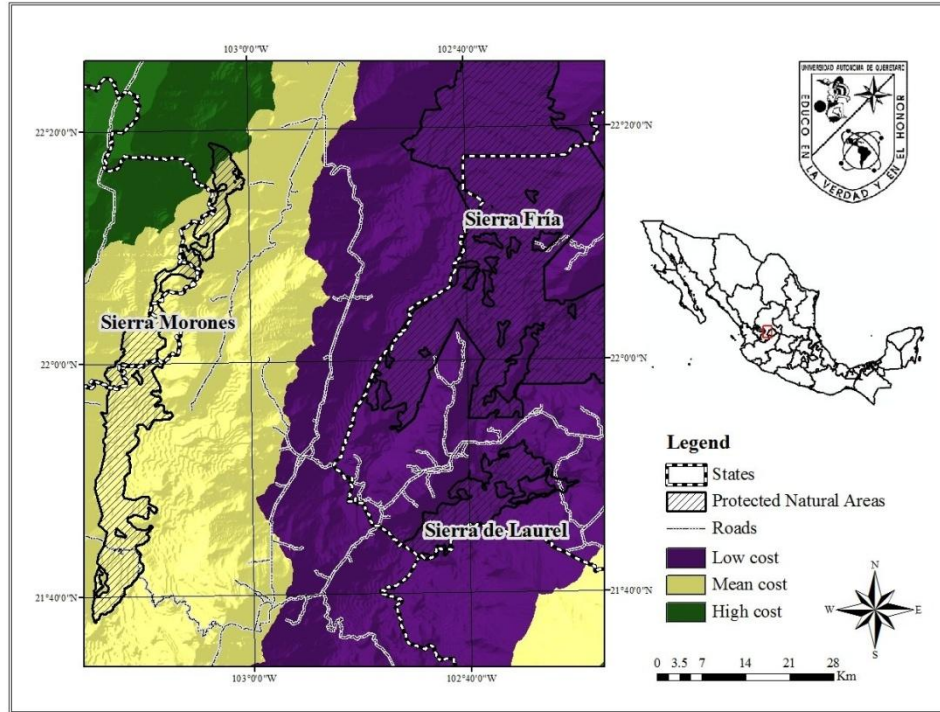 103°0'0"W
102°40'0"W
22°20'0"N
22°20'0"N
22°0'0"N
22°0'0"N
21°40'0"N
21°40'0"N
103°0'0"W
102°40'0"W
Sierra Fría
Sierra Morones
Sierra de Laurel
UNIVERSIDAD AUTONOMA DE QUERETARO
EDUCO EN LA VERDAD Y EN EL HONOR
Legend
States
Protected Natural Areas
Roads
Low cost
Mean cost
High cost
N
W
E
S
0 3.5 7 14 21 28
Km